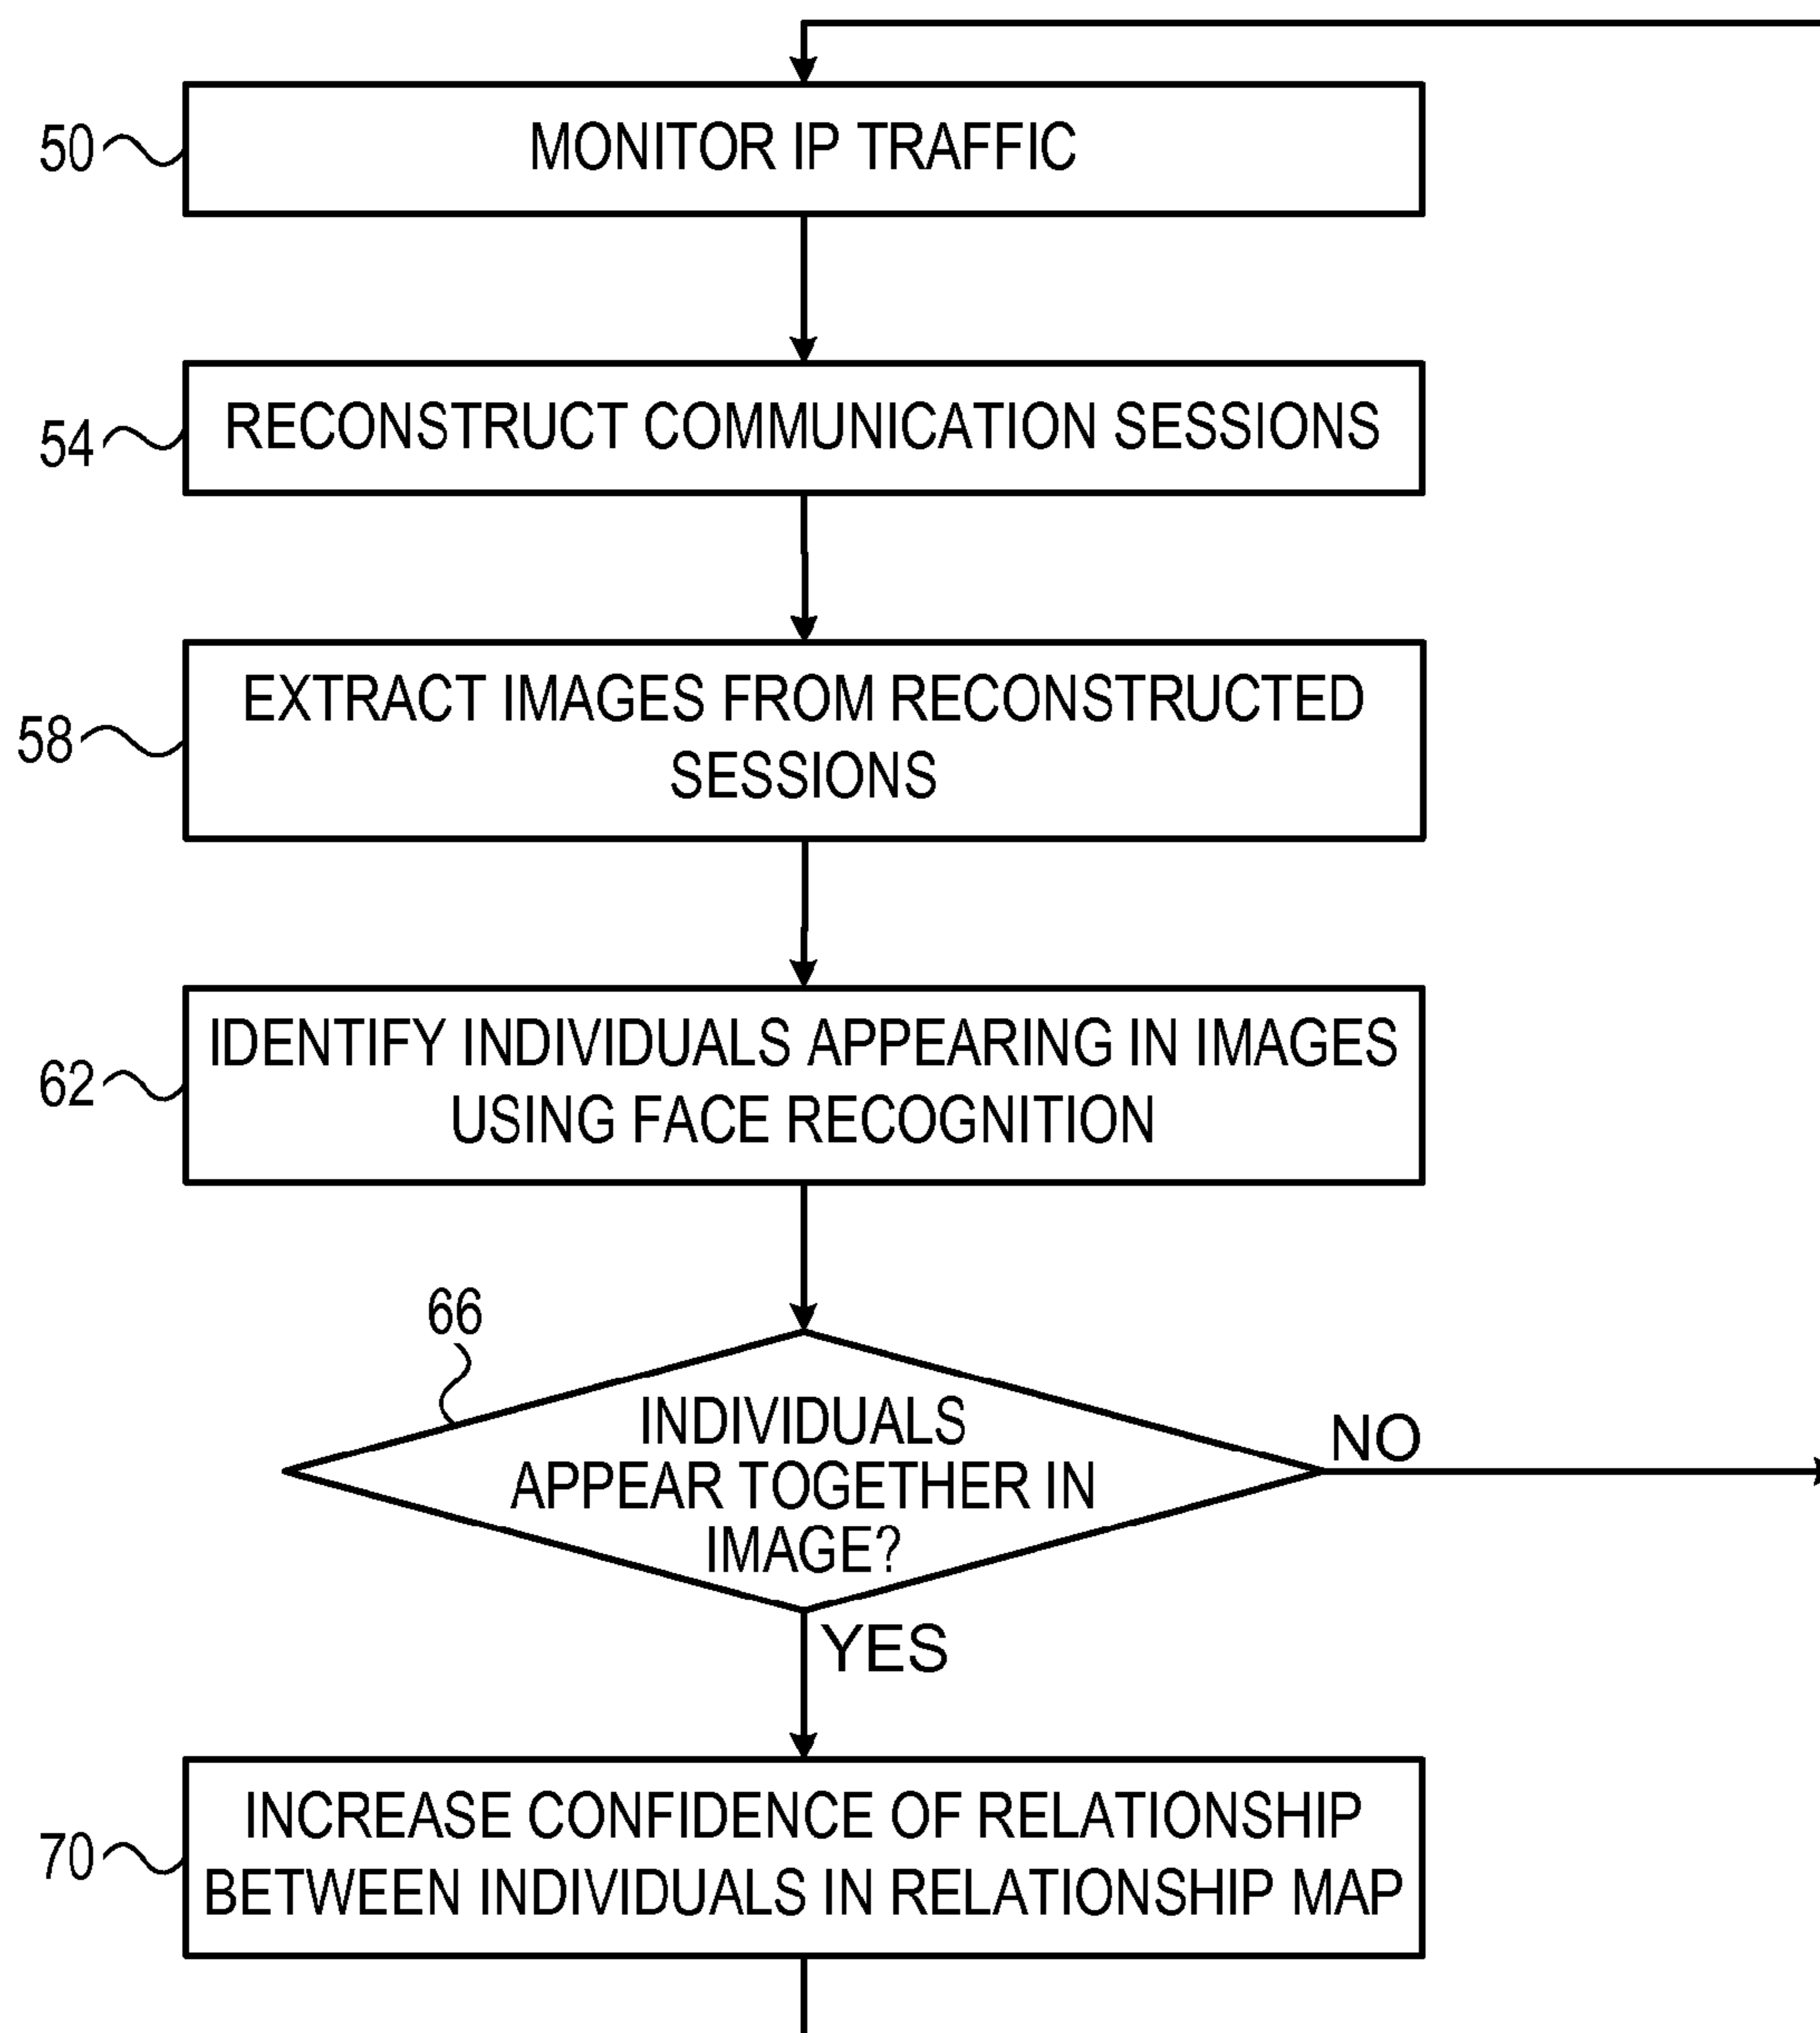 50
MONITOR IP TRAFFIC
54
RECONSTRUCT COMMUNICATION SESSIONS
58
EXTRACT IMAGES FROM RECONSTRUCTED
SESSIONS
62
IDENTIFY INDIVIDUALS APPEARING IN IMAGES
USING FACE RECOGNITION
66
INDIVIDUALS
APPEAR TOGETHER IN
IMAGE?
NO
YES
70
INCREASE CONFIDENCE OF RELATIONSHIP
BETWEEN INDIVIDUALS IN RELATIONSHIP MAP